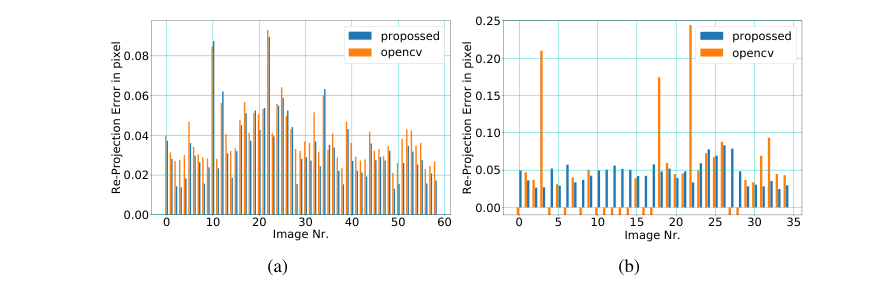 Re-Projection Error in pixel
0.08
0.06
0.04
0.02
0.00
0 10 20 30 40 50 60
Image Nr.
propossed
opencv
(a)
Re-Projection Error in pixel
0.25
0.20
0.15
0.10
0.05
0.00
0 5 10 15 20 25 30 35
Image Nr.
propossed
opencv
(b)